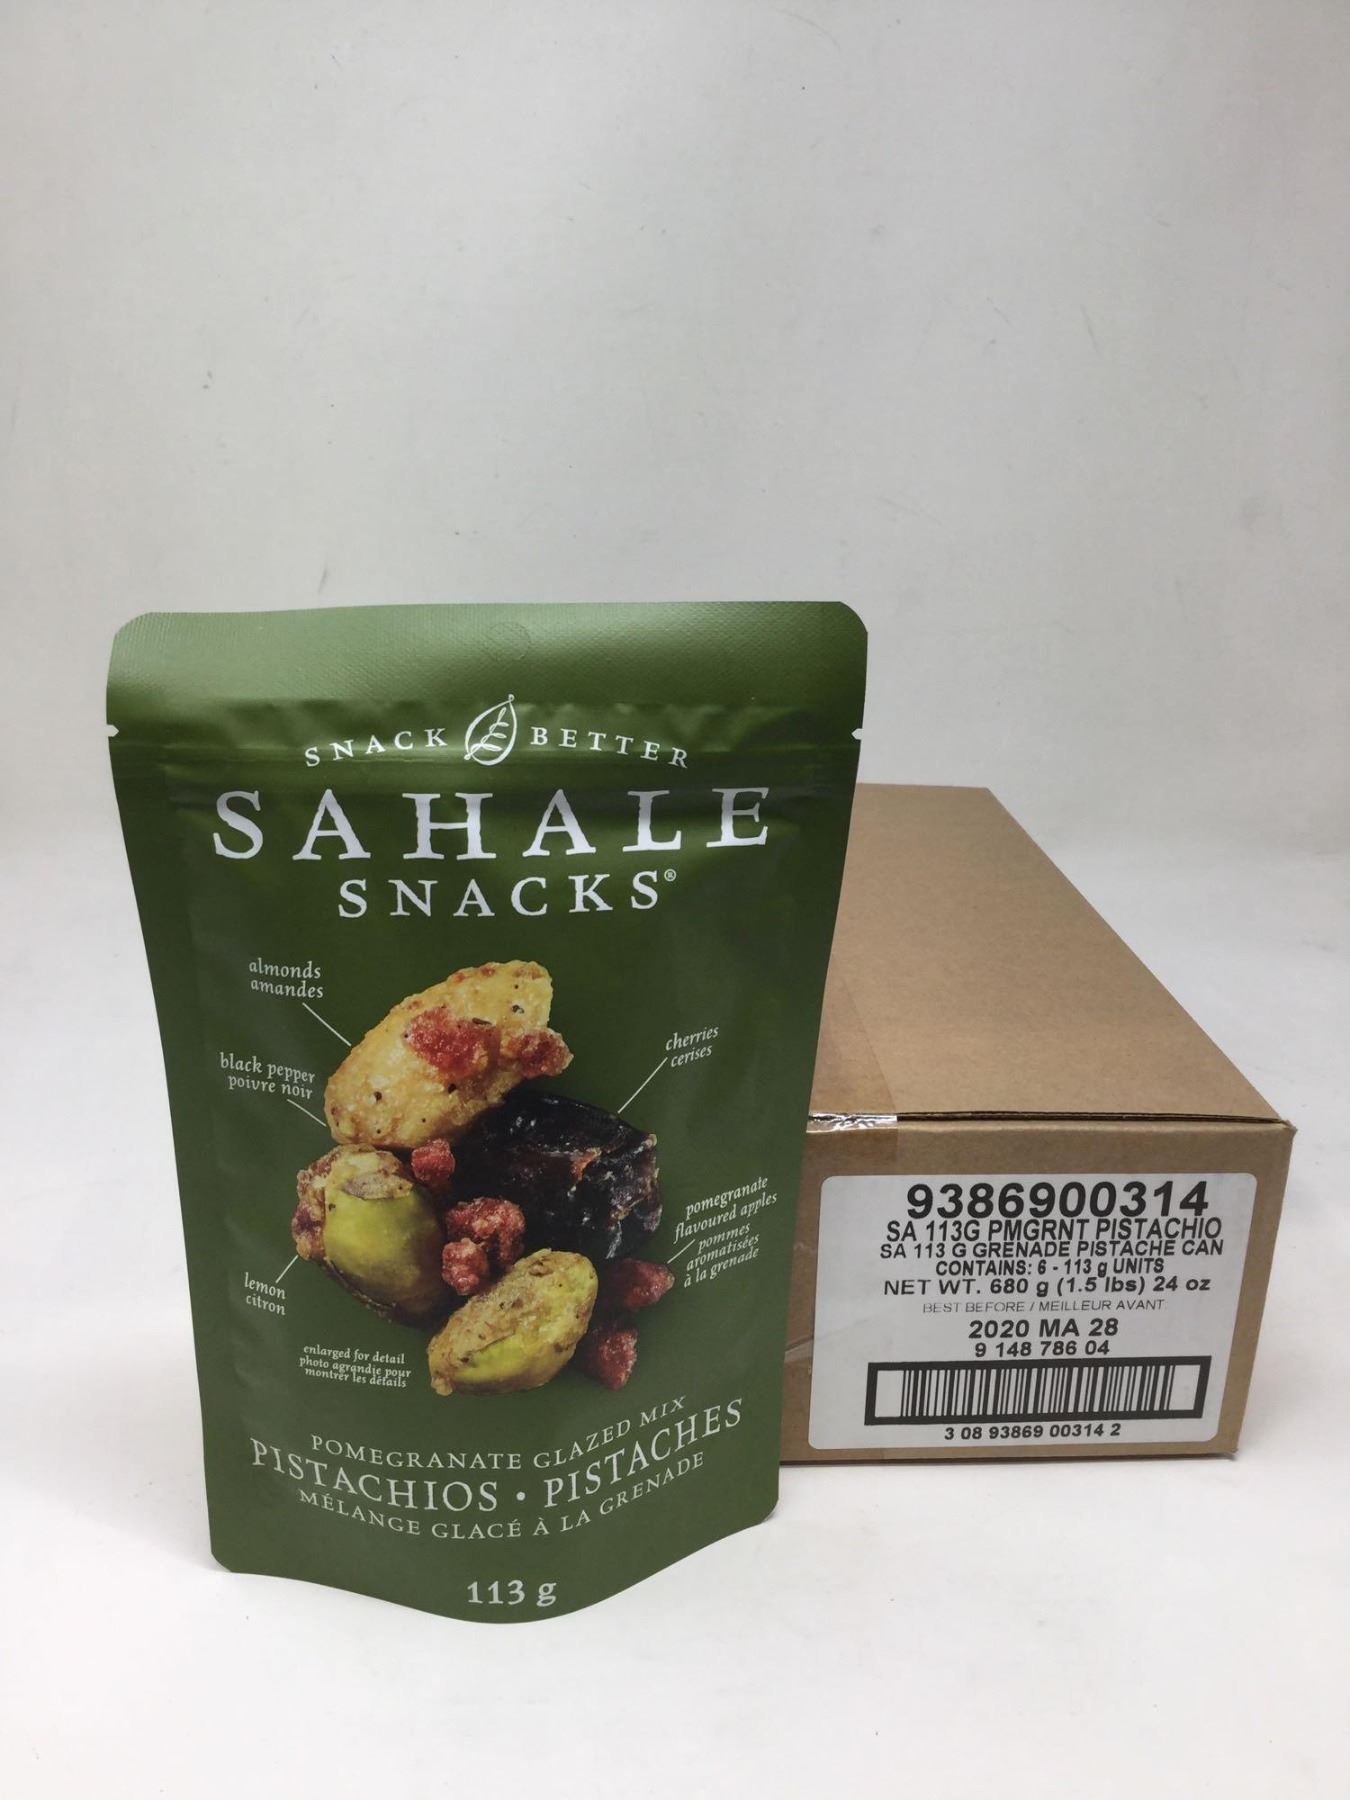 SNACK BETTER
SAHALE
SNACKS®
almonds
amandes
black pepper
poivre noir
cherries
cerises
pomegranate
flavoured apples
pommes
aromatisées
à la grenade
lemon
citron
enlarged for detail
photo agrandie pour
montrer les détails
POMEGRANATE GLAZED MIX
PISTACHIOS • PISTACHES
MÉLANGE GLACÉ À LA GRENADE
113 g
9386900314
SA 113G PMGRNT PISTACHIO
SA 113 G GRENADE PISTACHE CAN
CONTAINS: 6 - 113 g UNITS
NET WT. 680 g (1.5 lbs) 24 oz
BEST BEFORE / MEILLEUR AVANT
2020 MA 28
9 148 786 04
3 08 93869 00314 2